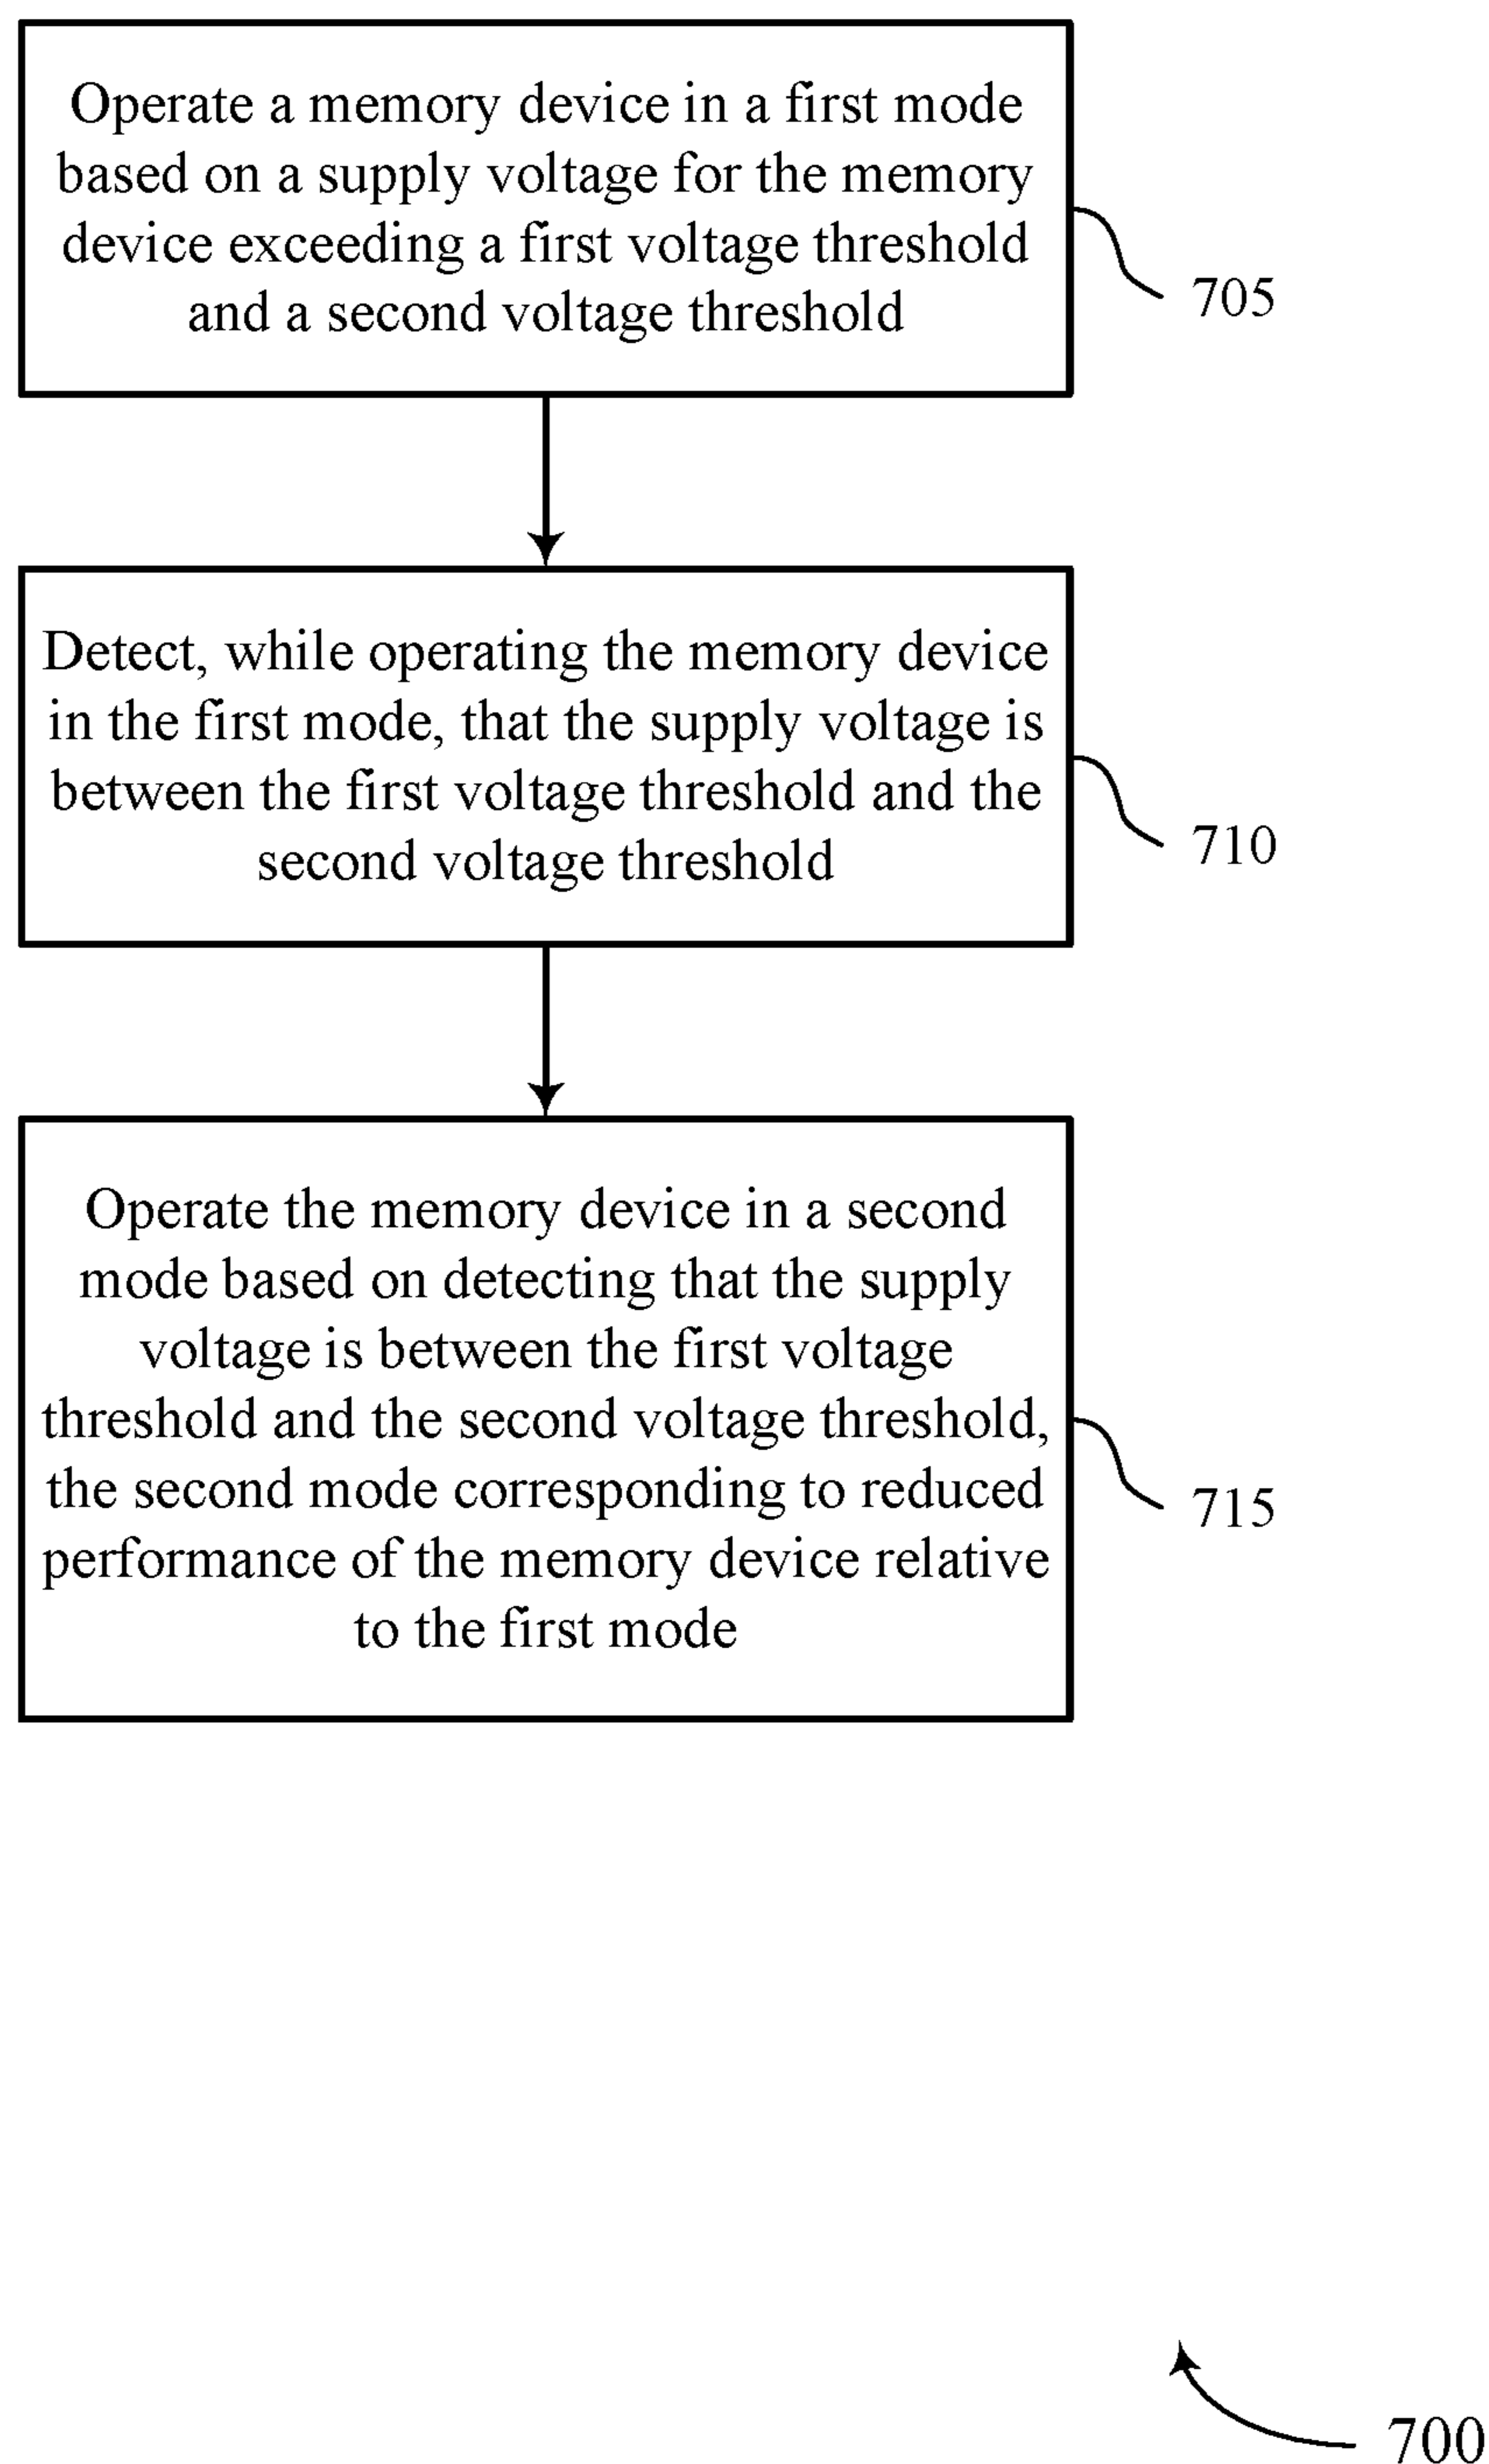 Operate a memory device in a first mode
based on a supply voltage for the memory
device exceeding a first voltage threshold
and a second voltage threshold
705
Detect, while operating the memory device
in the first mode, that the supply voltage is
between the first voltage threshold and the
second voltage threshold
710
Operate the memory device in a second
mode based on detecting that the supply
voltage is between the first voltage
threshold and the second voltage threshold,
the second mode corresponding to reduced
performance of the memory device relative
to the first mode
715
700